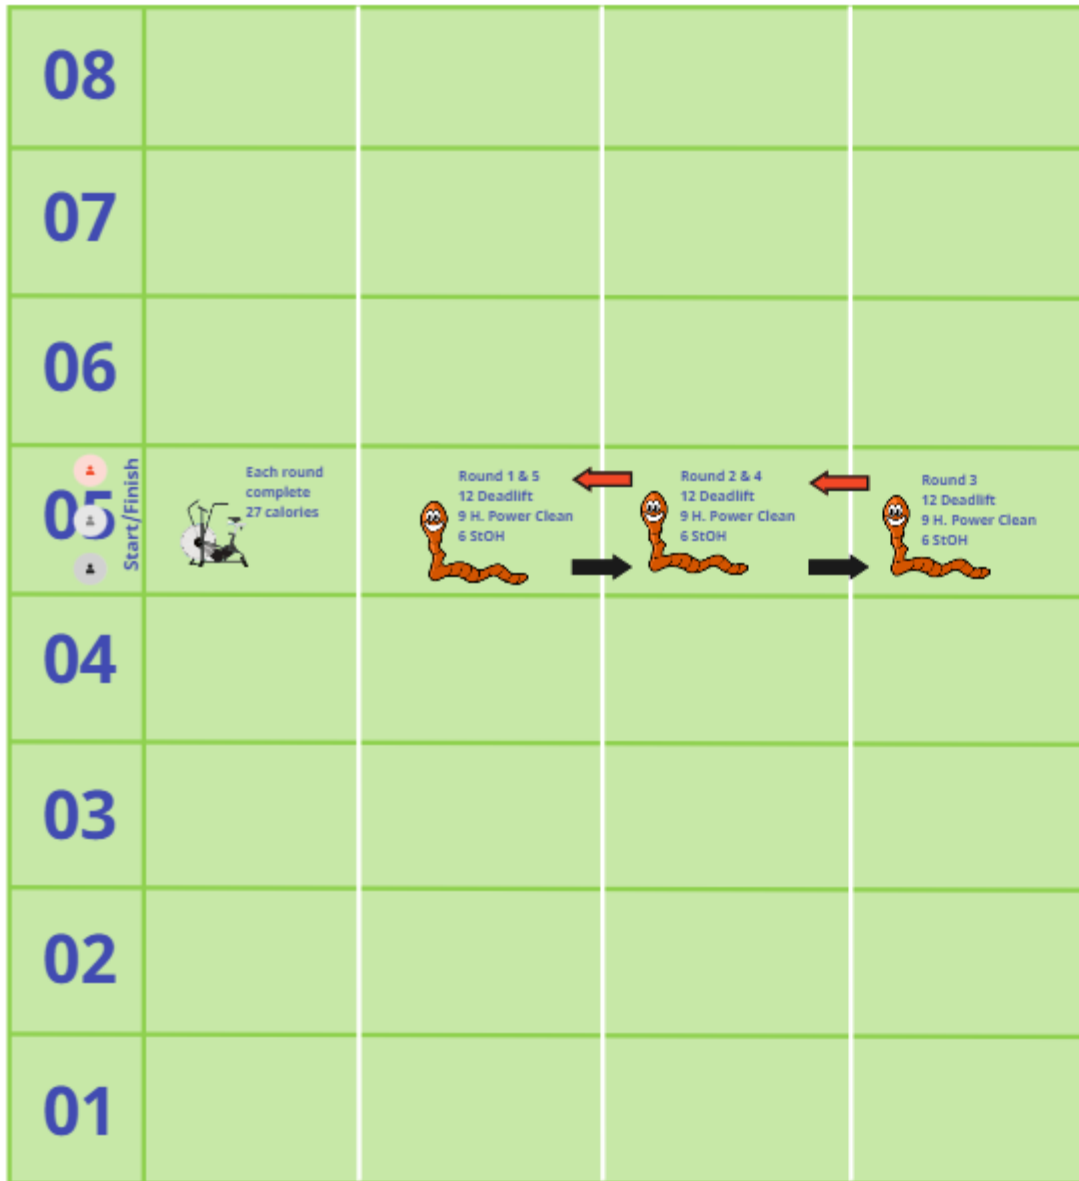 08
07
06
05
Start/Finish
Each round
complete
27 calories
Round 1 & 5
12 Deadlift
9 H. Power Clean
6 StOH
Round 2 & 4
12 Deadlift
9 H. Power Clean
6 StOH
Round 3
12 Deadlift
9 H. Power Clean
6 StOH
04
03
02
01